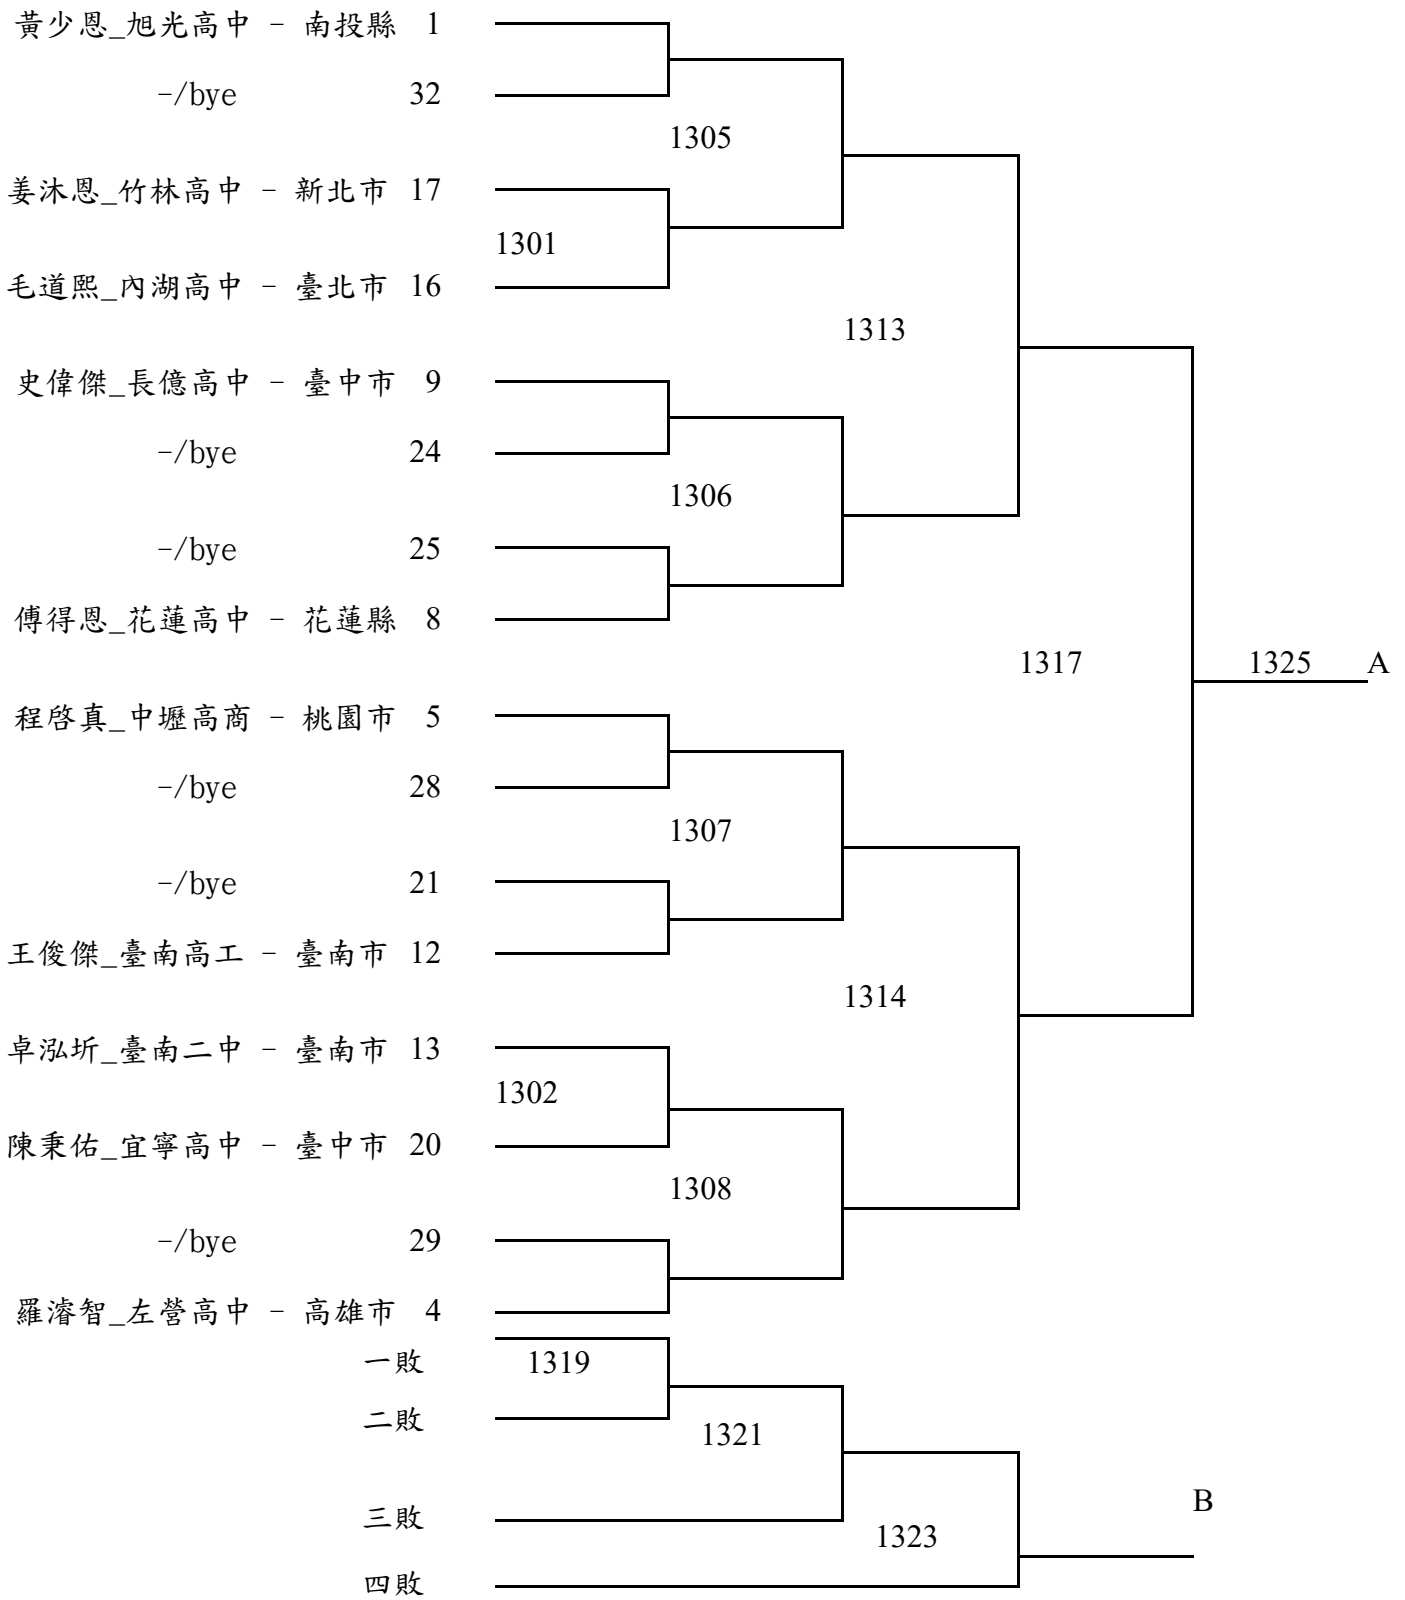 黃少恩_旭光高中 - 南投縣 1
-/bye 32
1305
姜沐恩_竹林高中 - 新北市 17
1301
毛道熙_內湖高中 - 臺北市 16
1313
史偉傑_長億高中 - 臺中市 9
-/bye 24
1306
-/bye 25
傅得恩_花蓮高中 - 花蓮縣 8
1317 1325 A
程啓真_中壢高商 - 桃園市 5
-/bye 28
1307
-/bye 21
王俊傑_臺南高工 - 臺南市 12
1314
卓泓圻_臺南二中 - 臺南市 13
1302
陳秉佑_宜寧高中 - 臺中市 20
1308
-/bye 29
羅濬智_左營高中 - 高雄市 4
一敗 1319
二敗
1321
B
三敗
1323
四敗